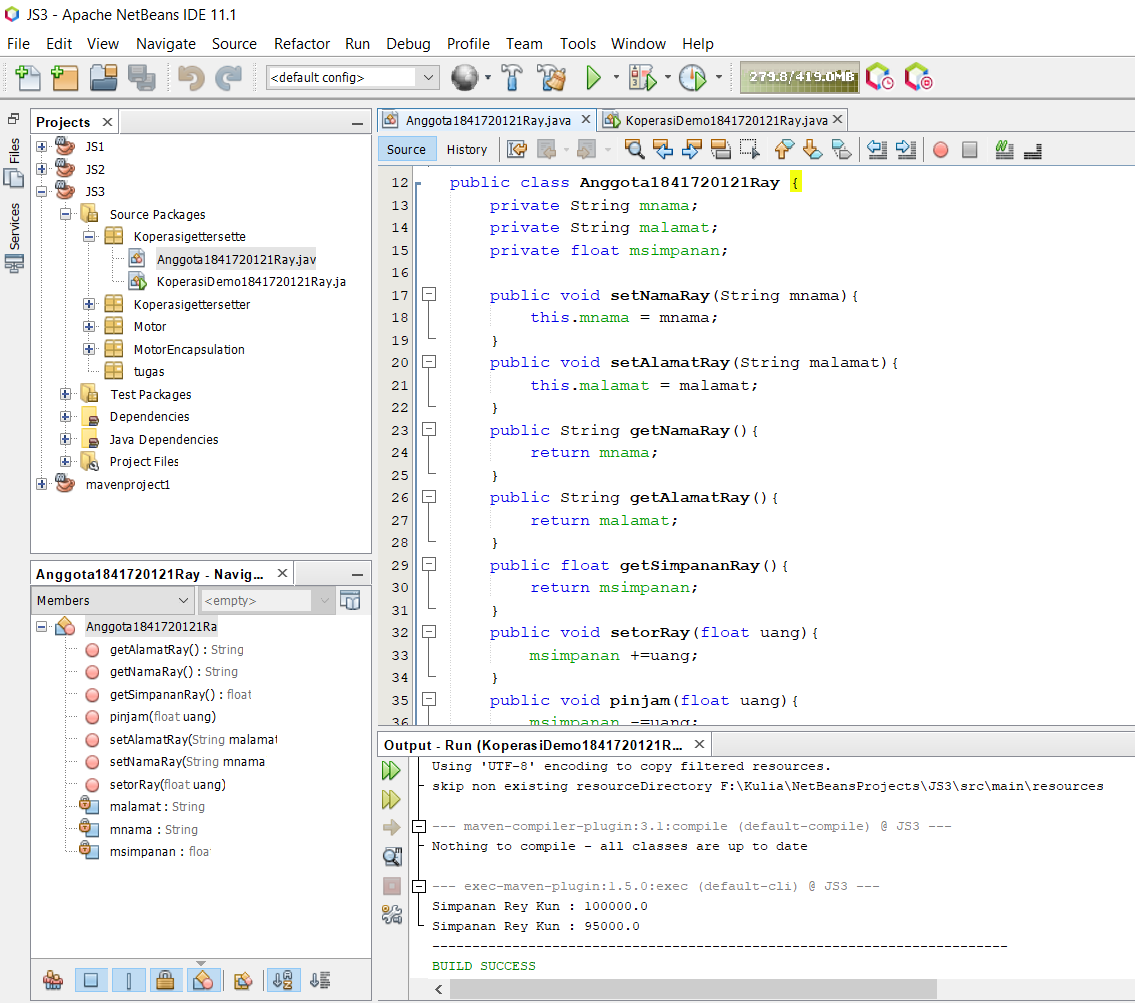 JS3 - Apache NetBeans IDE 11.1
File Edit View Navigate Source Refactor Run Debug Profile Team Tools Window Help
<default config>
279.8/419.0MB
Files
Services
Projects
JS1
JS2
JS3
Source Packages
Koperasigettersette
Anggota1841720121Ray.jav
KoperasiDemo1841720121Ray.ja
Koperasigettersetter
Motor
MotorEncapsulation
tugas
Test Packages
Dependencies
Java Dependencies
Project Files
mavenproject1
Anggota1841720121Ray - Navig...
Members
<empty>
Anggota1841720121Ra
getAlamatRay() : String
getNamaRay() : String
getSimpananRay() : float
pinjam(float uang)
setAlamatRay(String malamat
setNamaRay(String mnama
setorRay(float uang)
malamat : String
mnama : String
msimpanan : float
Anggota1841720121Ray.java
KoperasiDemo1841720121Ray.java
Source
History
12 public class Anggota1841720121Ray {
13 private String mnama;
14 private String malamat;
15 private float msimpanan;
16
17 public void setNamaRay(String mnama){
18 this.mnama = mnama;
19 }
20 public void setAlamatRay(String malamat){
21 this.malamat = malamat;
22 }
23 public String getNamaRay(){
24 return mnama;
25 }
26 public String getAlamatRay(){
27 return malamat;
28 }
29 public float getSimpananRay(){
30 return msimpanan;
31 }
32 public void setorRay(float uang){
33 msimpanan +=uang;
34 }
35 public void pinjam(float uang){
36 msimpanan -=uang;
Output - Run (KoperasiDemo1841720121R...
Using 'UTF-8' encoding to copy filtered resources.
skip non existing resourceDirectory F:\Kulia\NetBeansProjects\JS3\src\main\resources
--- maven-compiler-plugin:3.1:compile (default-compile) @ JS3 ---
Nothing to compile - all classes are up to date
--- exec-maven-plugin:1.5.0:exec (default-cli) @ JS3 ---
Simpanan Rey Kun : 100000.0
Simpanan Rey Kun : 95000.0
------------------------------------------------------------------------
BUILD SUCCESS